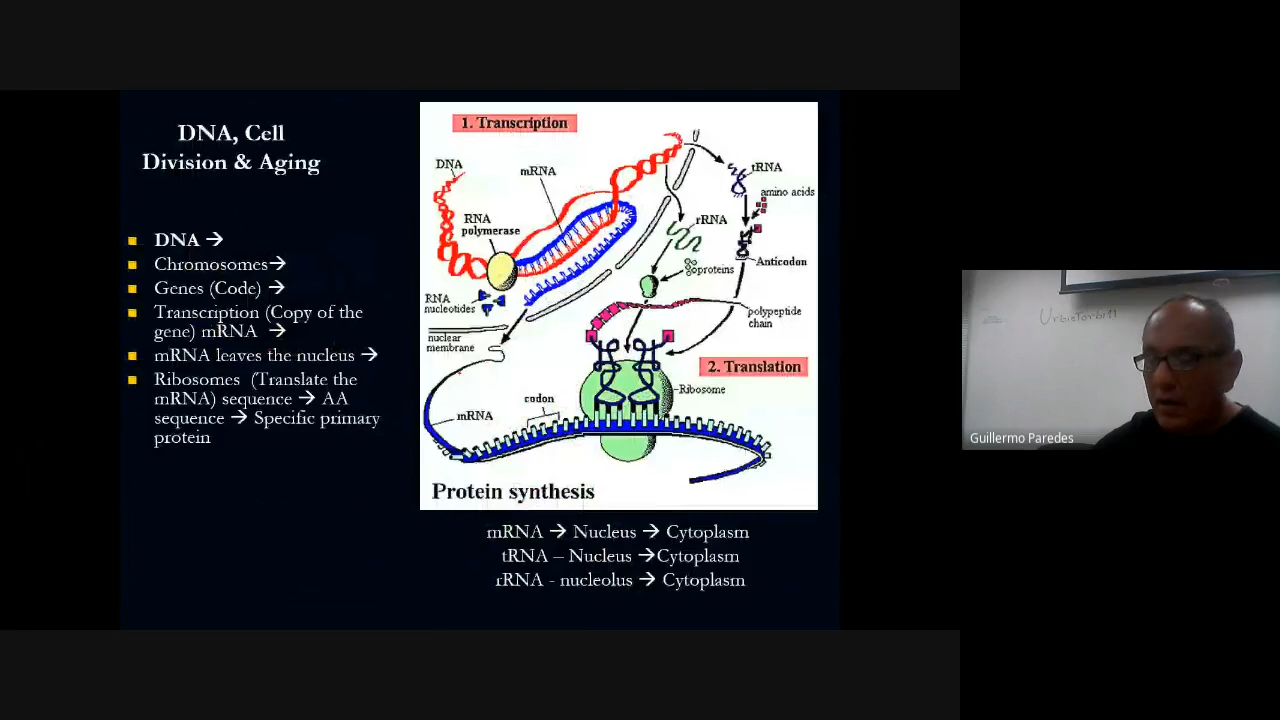 DNA, Cell
Division & Aging
DNA →
Chromosomes→
Genes (Code) →
Transcription (Copy of the
gene) mRNA →
mRNA leaves the nucleus →
Ribosomes (Translate the
mRNA) sequence → AA
sequence → Specific primary
protein
1. Transcription
DNA
mRNA
tRNA
amino acids
RNA
polymerase
rRNA
Anticodon
proteins
RNA
nucleotides
polypeptide
chain
nuclear
membrane
2. Translation
Ribosome
codon
mRNA
Protein synthesis
mRNA → Nucleus → Cytoplasm
tRNA – Nucleus →Cytoplasm
rRNA - nucleolus → Cytoplasm
Guillermo Paredes